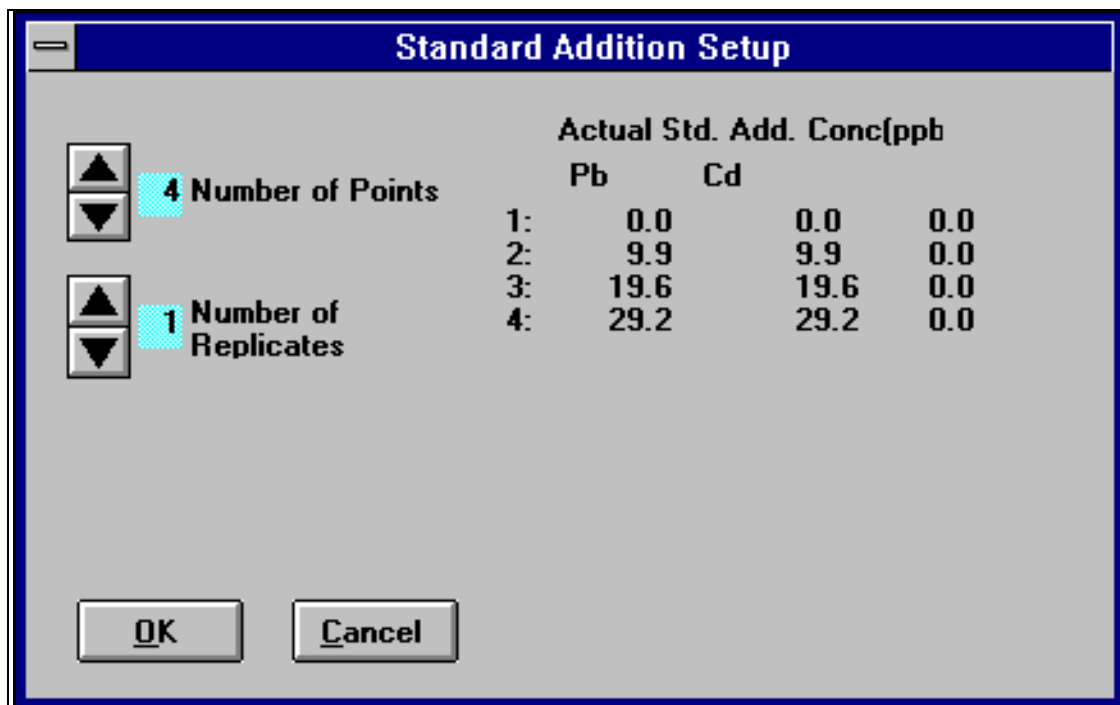 Standard Addition Setup
Actual Std. Add. Conc(ppb
Pb Cd
4 Number of Points
1: 0.0 0.0 0.0
2: 9.9 9.9 0.0
3: 19.6 19.6 0.0
4: 29.2 29.2 0.0
1 Number of
Replicates
OK Cancel